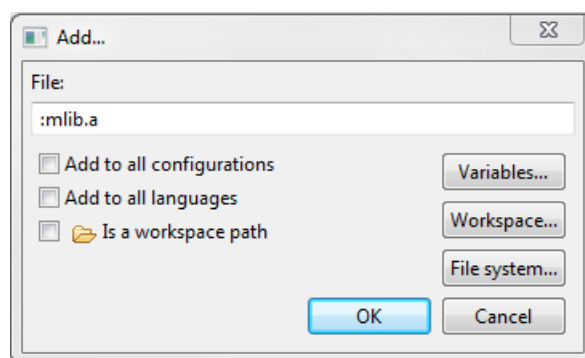 Add...
File:
:mlib.a
Add to all configurations
Variables...
Add to all languages
Workspace...
Is a workspace path
File system...
OK
Cancel